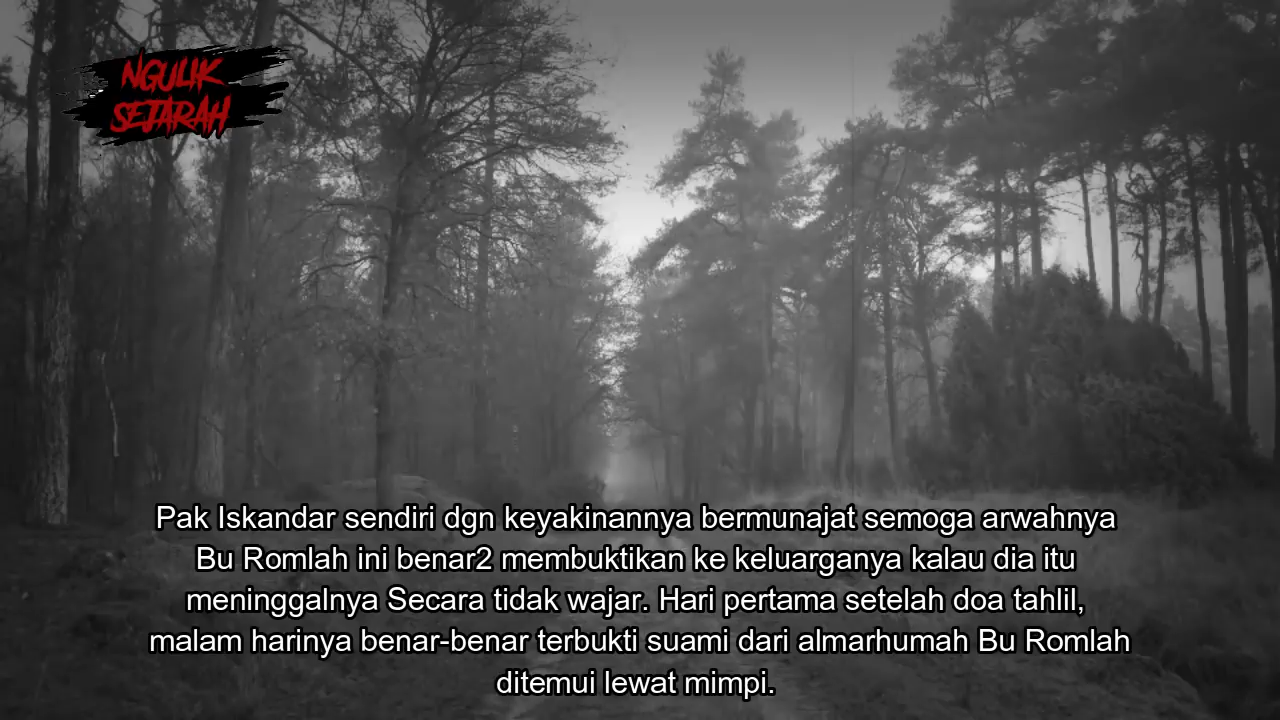 NGULIK
SEJARAH
Pak Iskandar sendiri dgn keyakinannya bermunajat semoga arwahnya
Bu Romlah ini benar2 membuktikan ke keluarganya kalau dia itu
meninggalnya Secara tidak wajar. Hari pertama setelah doa tahlil,
malam harinya benar-benar terbukti suami dari almarhumah Bu Romlah
ditemui lewat mimpi.